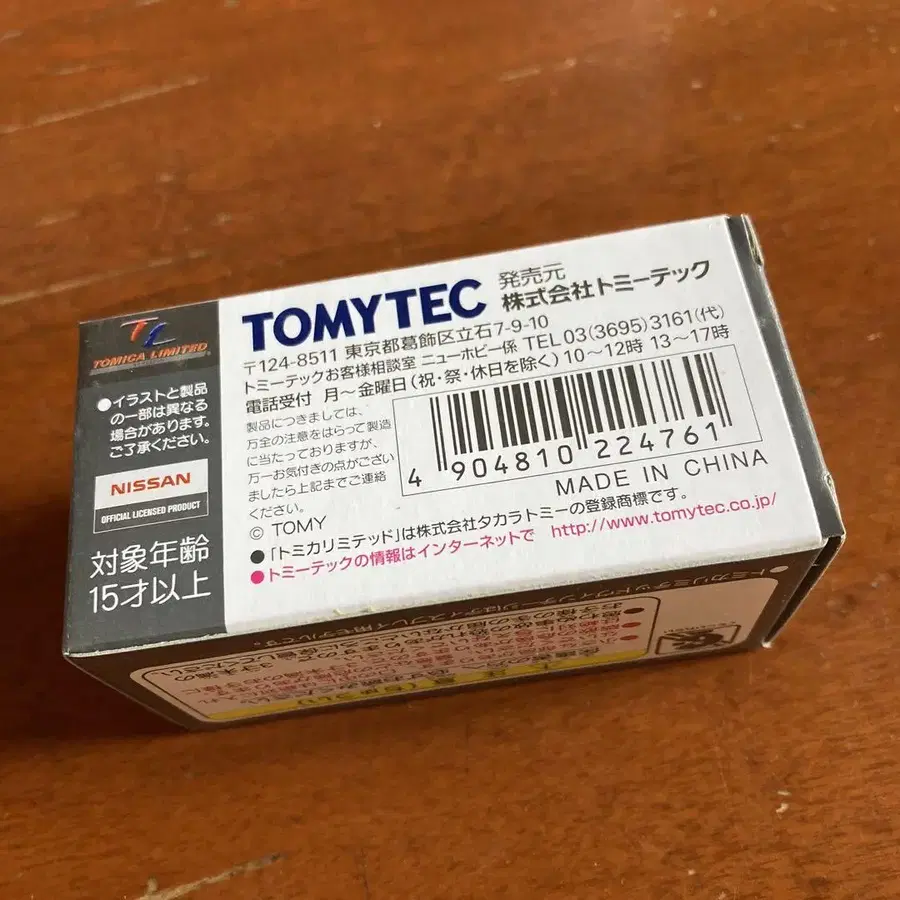 TOMICA LIMITED
●イラストと製品
の一部は異なる
場合があります。
ご了承ください。
NISSAN
OFFICIAL LICENSED PRODUCT
対象年齢
15才以上
TOMYTEC
発売元
株式会社トミーテック
〒124-8511 東京都葛飾区立石7-9-10
トミーテックお客様相談室 ニューホビー係 TEL 03(3695)3161(代)
電話受付 月〜金曜日(祝・祭・休日を除く)10〜12時 13〜17時
製品につきましては、
万全の注意をはらって製造
に当たっておりますが、
万一お気付きの点がござい
ましたら上記までご連絡
ください。
4 904810 224761
MADE IN CHINA
© TOMY
●「トミカリミテッド」は株式会社タカラトミーの登録商標です。
●トミーテックの情報はインターネットで http://www.tomytec.co.jp/